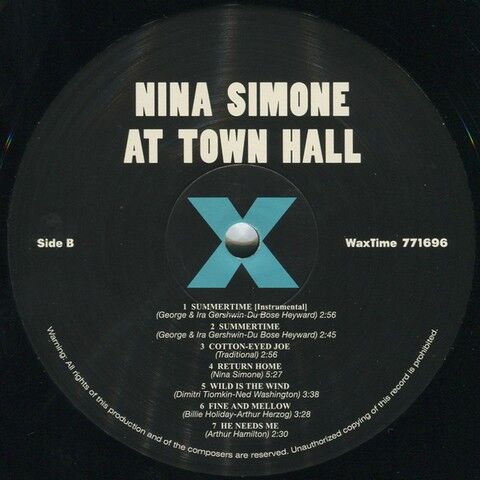 NINA SIMONE
AT TOWN HALL
X
Side B
WaxTime 771696
1 SUMMERTIME [Instrumental]
(George & Ira Gershwin-Du Bose Heyward) 2:56
2 SUMMERTIME
(George & Ira Gershwin-Du Bose Heyward) 2:45
3 COTTON-EYED JOE
(Traditional) 2:56
4 RETURN HOME
(Nina Simone) 5:27
5 WILD IS THE WIND
(Dimitri Tiomkin-Ned Washington) 3:38
6 FINE AND MELLOW
(Billie Holiday-Arthur Herzog) 3:28
7 HE NEEDS ME
(Arthur Hamilton) 2:30
Warning: All rights of this production and of the composers are reserved. Unauthorized copying of this record is prohibited.